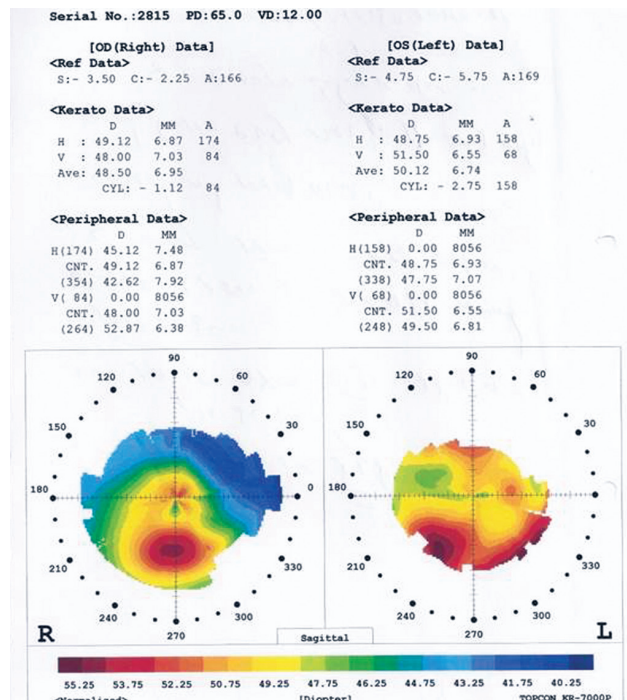 Serial No.:2815 PD:65.0 VD:12.00
[OD(Right) Data]
<Ref Data>
S:- 3.50 C:- 2.25 A:166
<Kerato Data>
D MM A
H : 49.12 6.87 174
V : 48.00 7.03 84
Ave: 48.50 6.95
CYL: - 1.12 84
<Peripheral Data>
D MM
H(174) 45.12 7.48
CNT. 49.12 6.87
(354) 42.62 7.92
V( 84) 0.00 8056
CNT. 48.00 7.03
(264) 52.87 6.38
[OS(Left) Data]
<Ref Data>
S:- 4.75 C:- 5.75 A:169
<Kerato Data>
D MM A
H : 48.75 6.93 158
V : 51.50 6.55 68
Ave: 50.12 6.74
CYL: - 2.75 158
<Peripheral Data>
D MM
H(158) 0.00 8056
CNT. 48.75 6.93
(338) 47.75 7.07
V( 68) 0.00 8056
CNT. 51.50 6.55
(248) 49.50 6.81
90
120 60
150 30
180 0
210 330
240 300
270
R
90
120 60
150 30
180
210 330
240 300
270
L
Sagittal
55.25 53.75 52.25 50.75 49.25 47.75 46.25 44.75 43.25 41.75 40.25
<Normalized> [Diopter] TOPCON KR-7000P